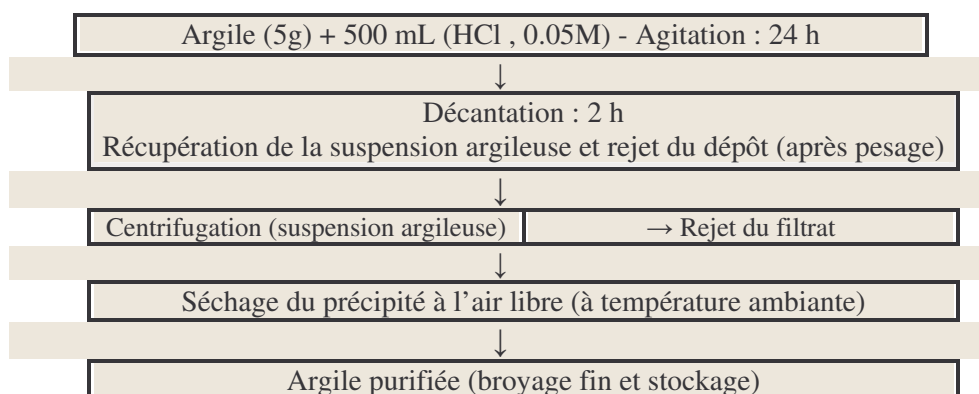 Argile (5g) + 500 mL (HCl , 0.05M) - Agitation : 24 h
↓
Décantation : 2 h
Récupération de la suspension argileuse et rejet du dépôt (après pesage)
↓
Centrifugation (suspension argileuse) → Rejet du filtrat
↓
Séchage du précipité à l’air libre (à température ambiante)
↓
Argile purifiée (broyage fin et stockage)